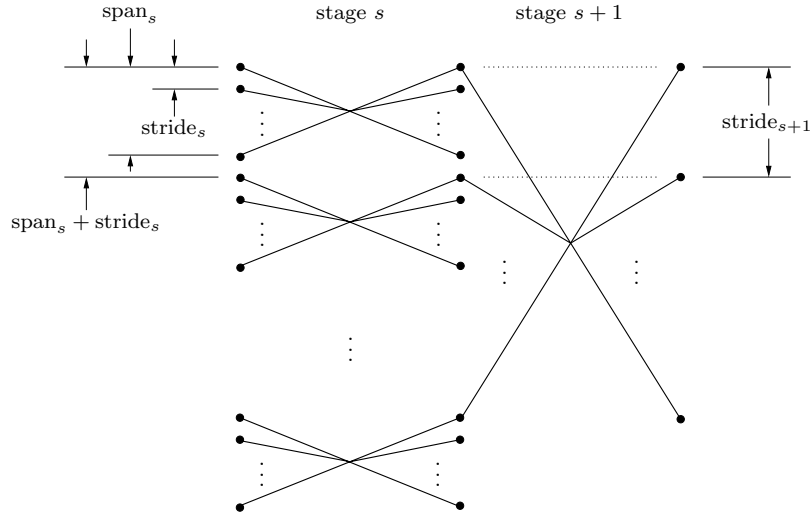 span_s
stage s
stage s + 1
stride_s
stride_{s+1}
span_s + stride_s